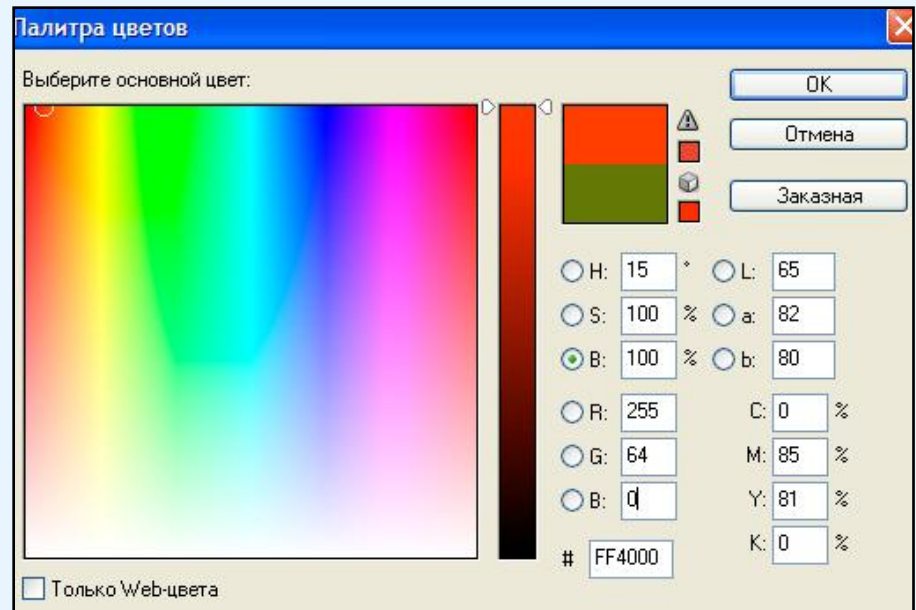 Палитра цветов
Выберите основной цвет:
OK
Отмена
Заказная
H: 15 °
L: 65
S: 100 %
a: 82
B: 100 %
b: 80
R: 255
C: 0 %
G: 64
M: 85 %
B: 0
Y: 81 %
# FF4000
K: 0 %
Только Web-цвета